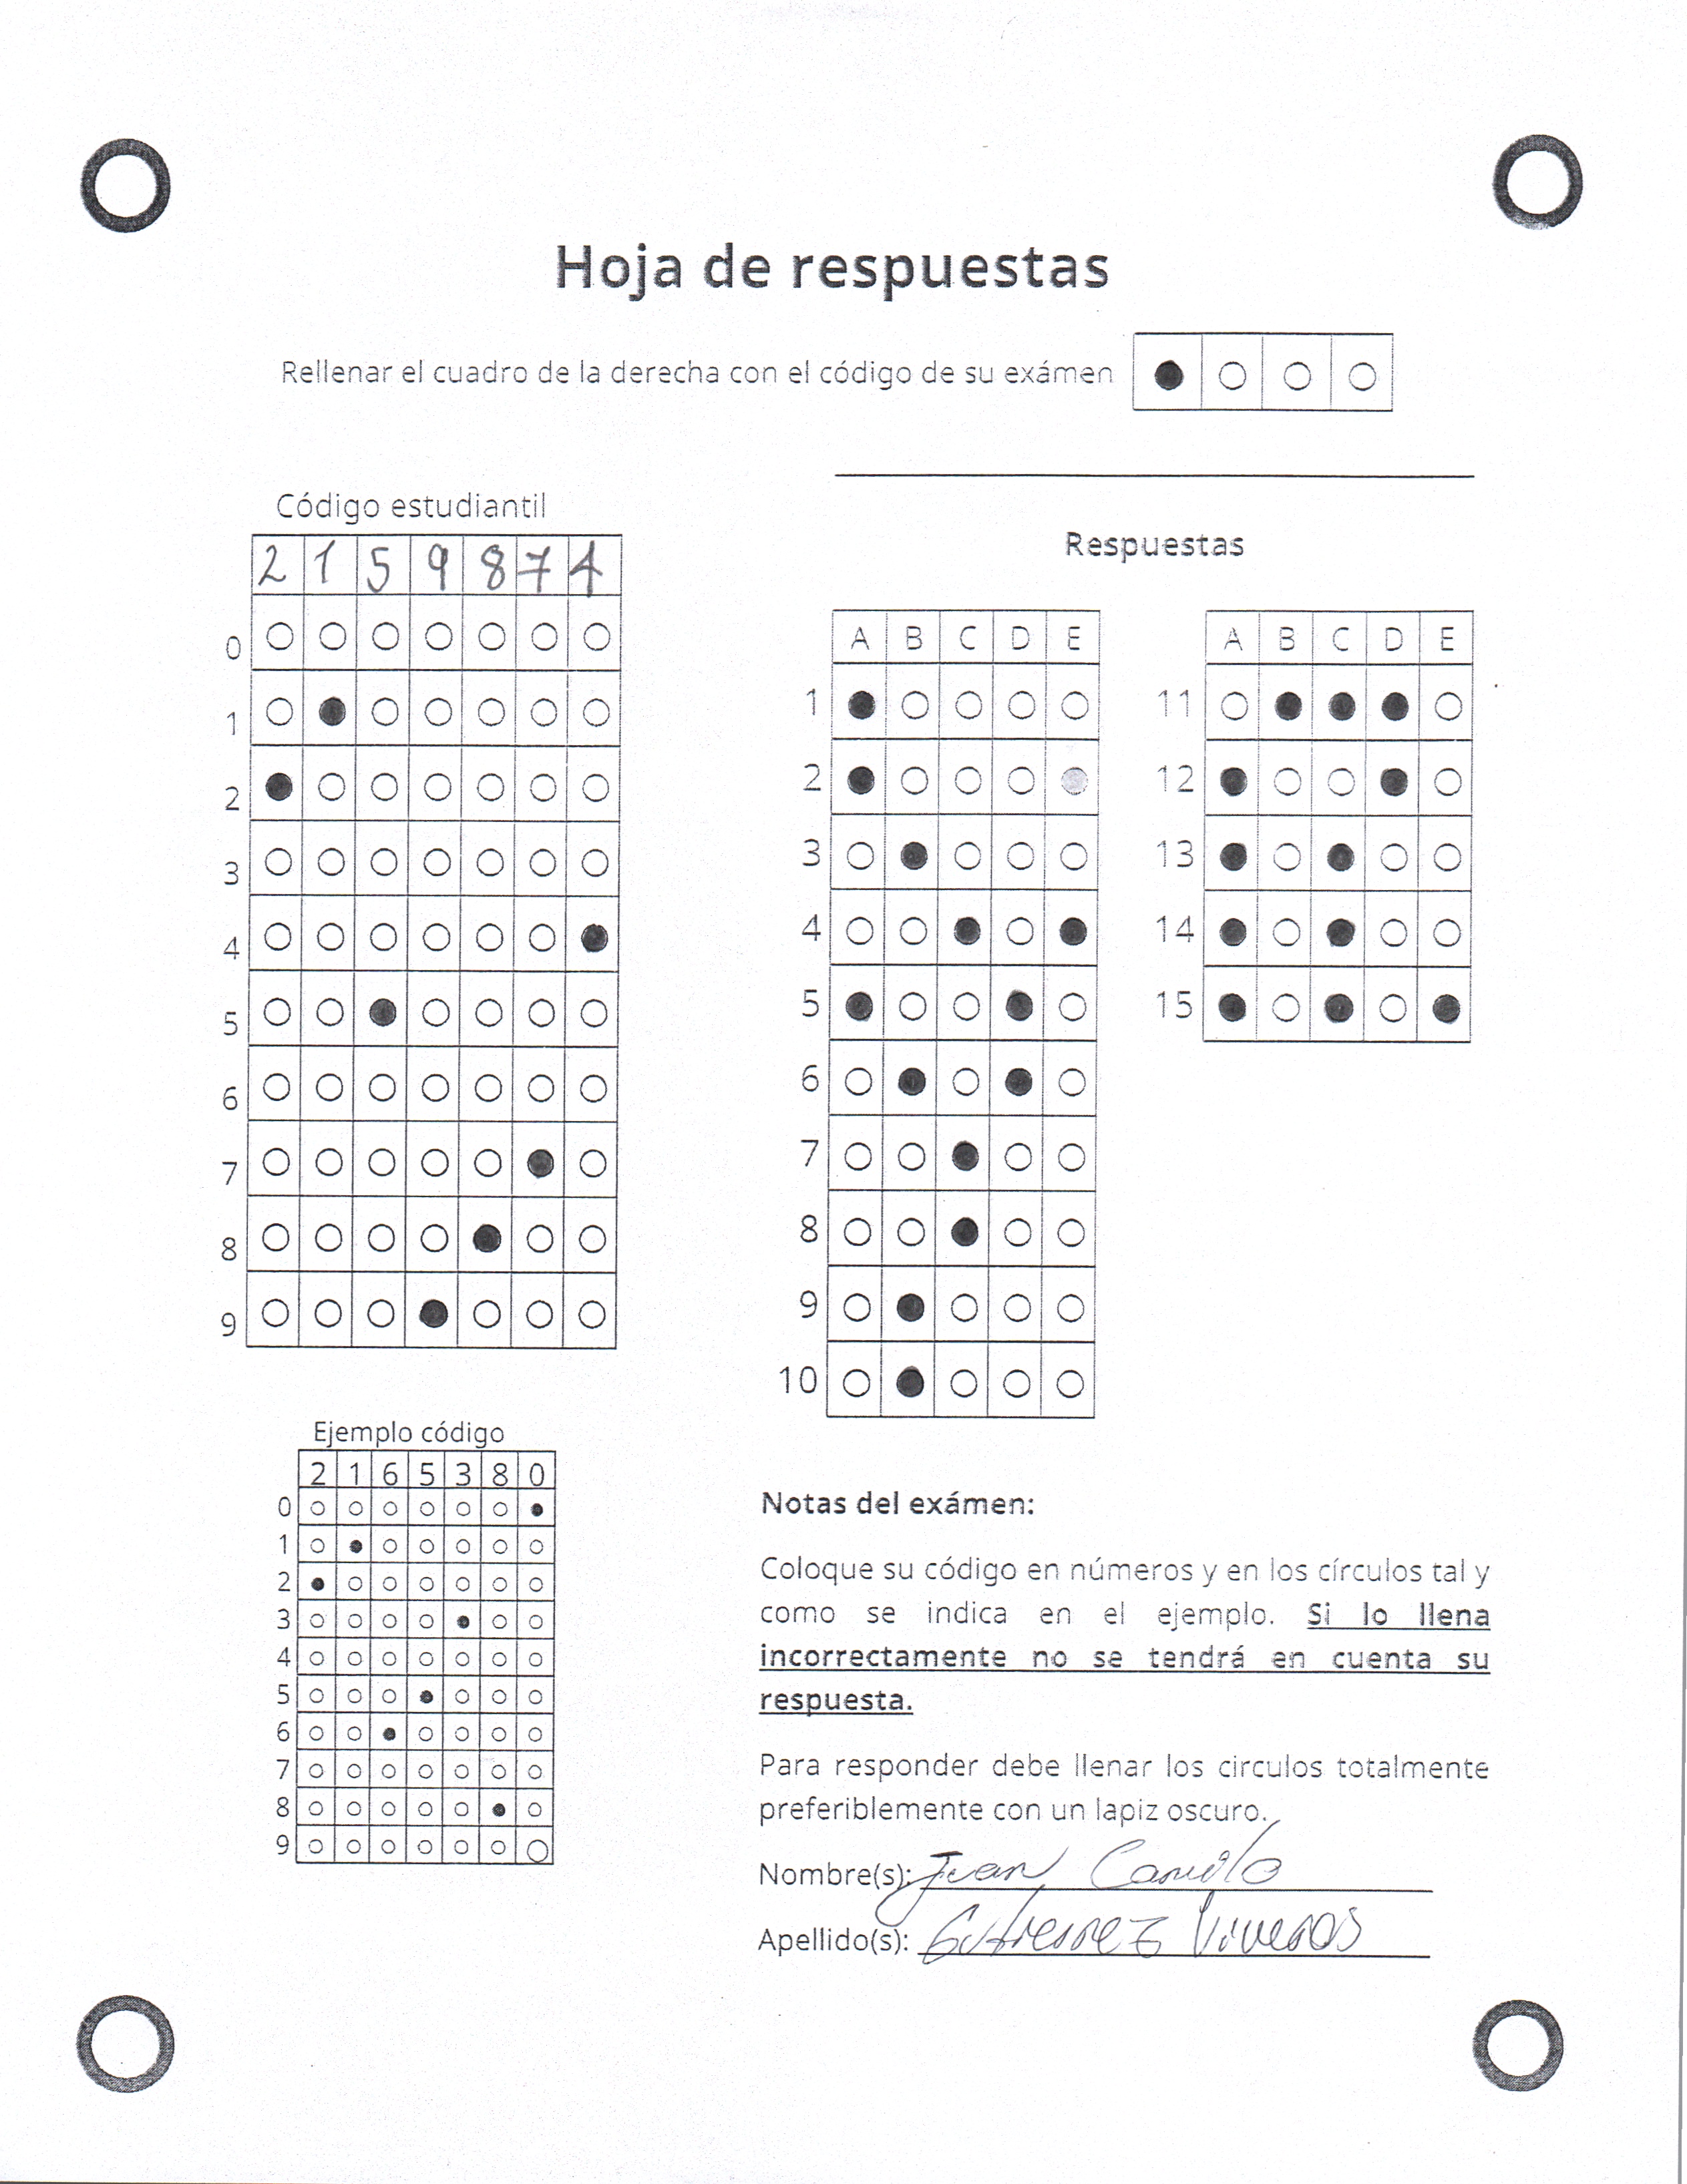 Hoja de respuestas
Rellenar el cuadro de la derecha con el código de su exámen
Código estudiantil
2 1 5 9 8 7 4
0
1
2
3
4
5
6
7
8
9
Respuestas
A B C D E
1
2
3
4
5
6
7
8
9
10
A B C D E
11
12
13
14
15
Ejemplo código
2 1 6 5 3 8 0
0
1
2
3
4
5
6
7
8
9
Notas del exámen:
Coloque su código en números y en los círculos tal y
como se indica en el ejemplo. Si lo llena
incorrectamente no se tendrá en cuenta su
respuesta.
Para responder debe llenar los circulos totalmente
preferiblemente con un lapiz oscuro.
Nombre(s): Juan Camilo
Apellido(s): Gutierrez Viveros